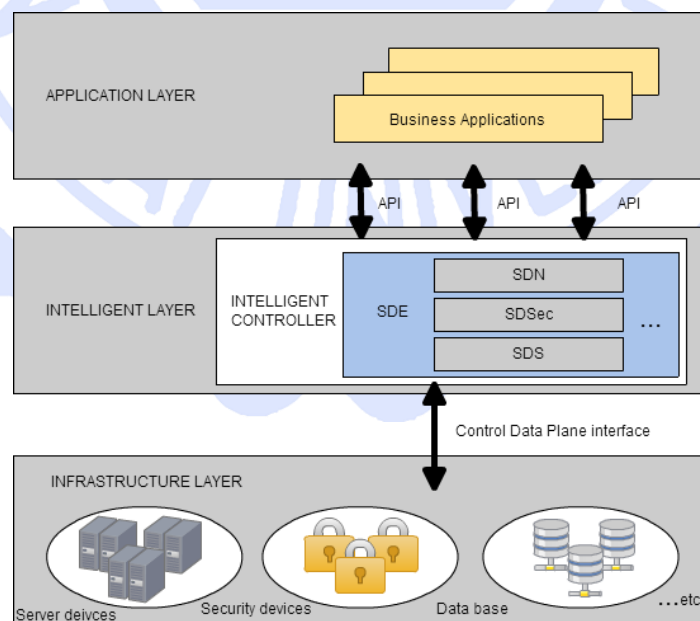 APPLICATION LAYER
Business Applications
API
API
API
INTELLIGENT LAYER
INTELLIGENT
CONTROLLER
SDE
SDN
SDSec
SDS
...
Control Data Plane interface
INFRASTRUCTURE LAYER
Server deivces
Security devices
Data base
...etc